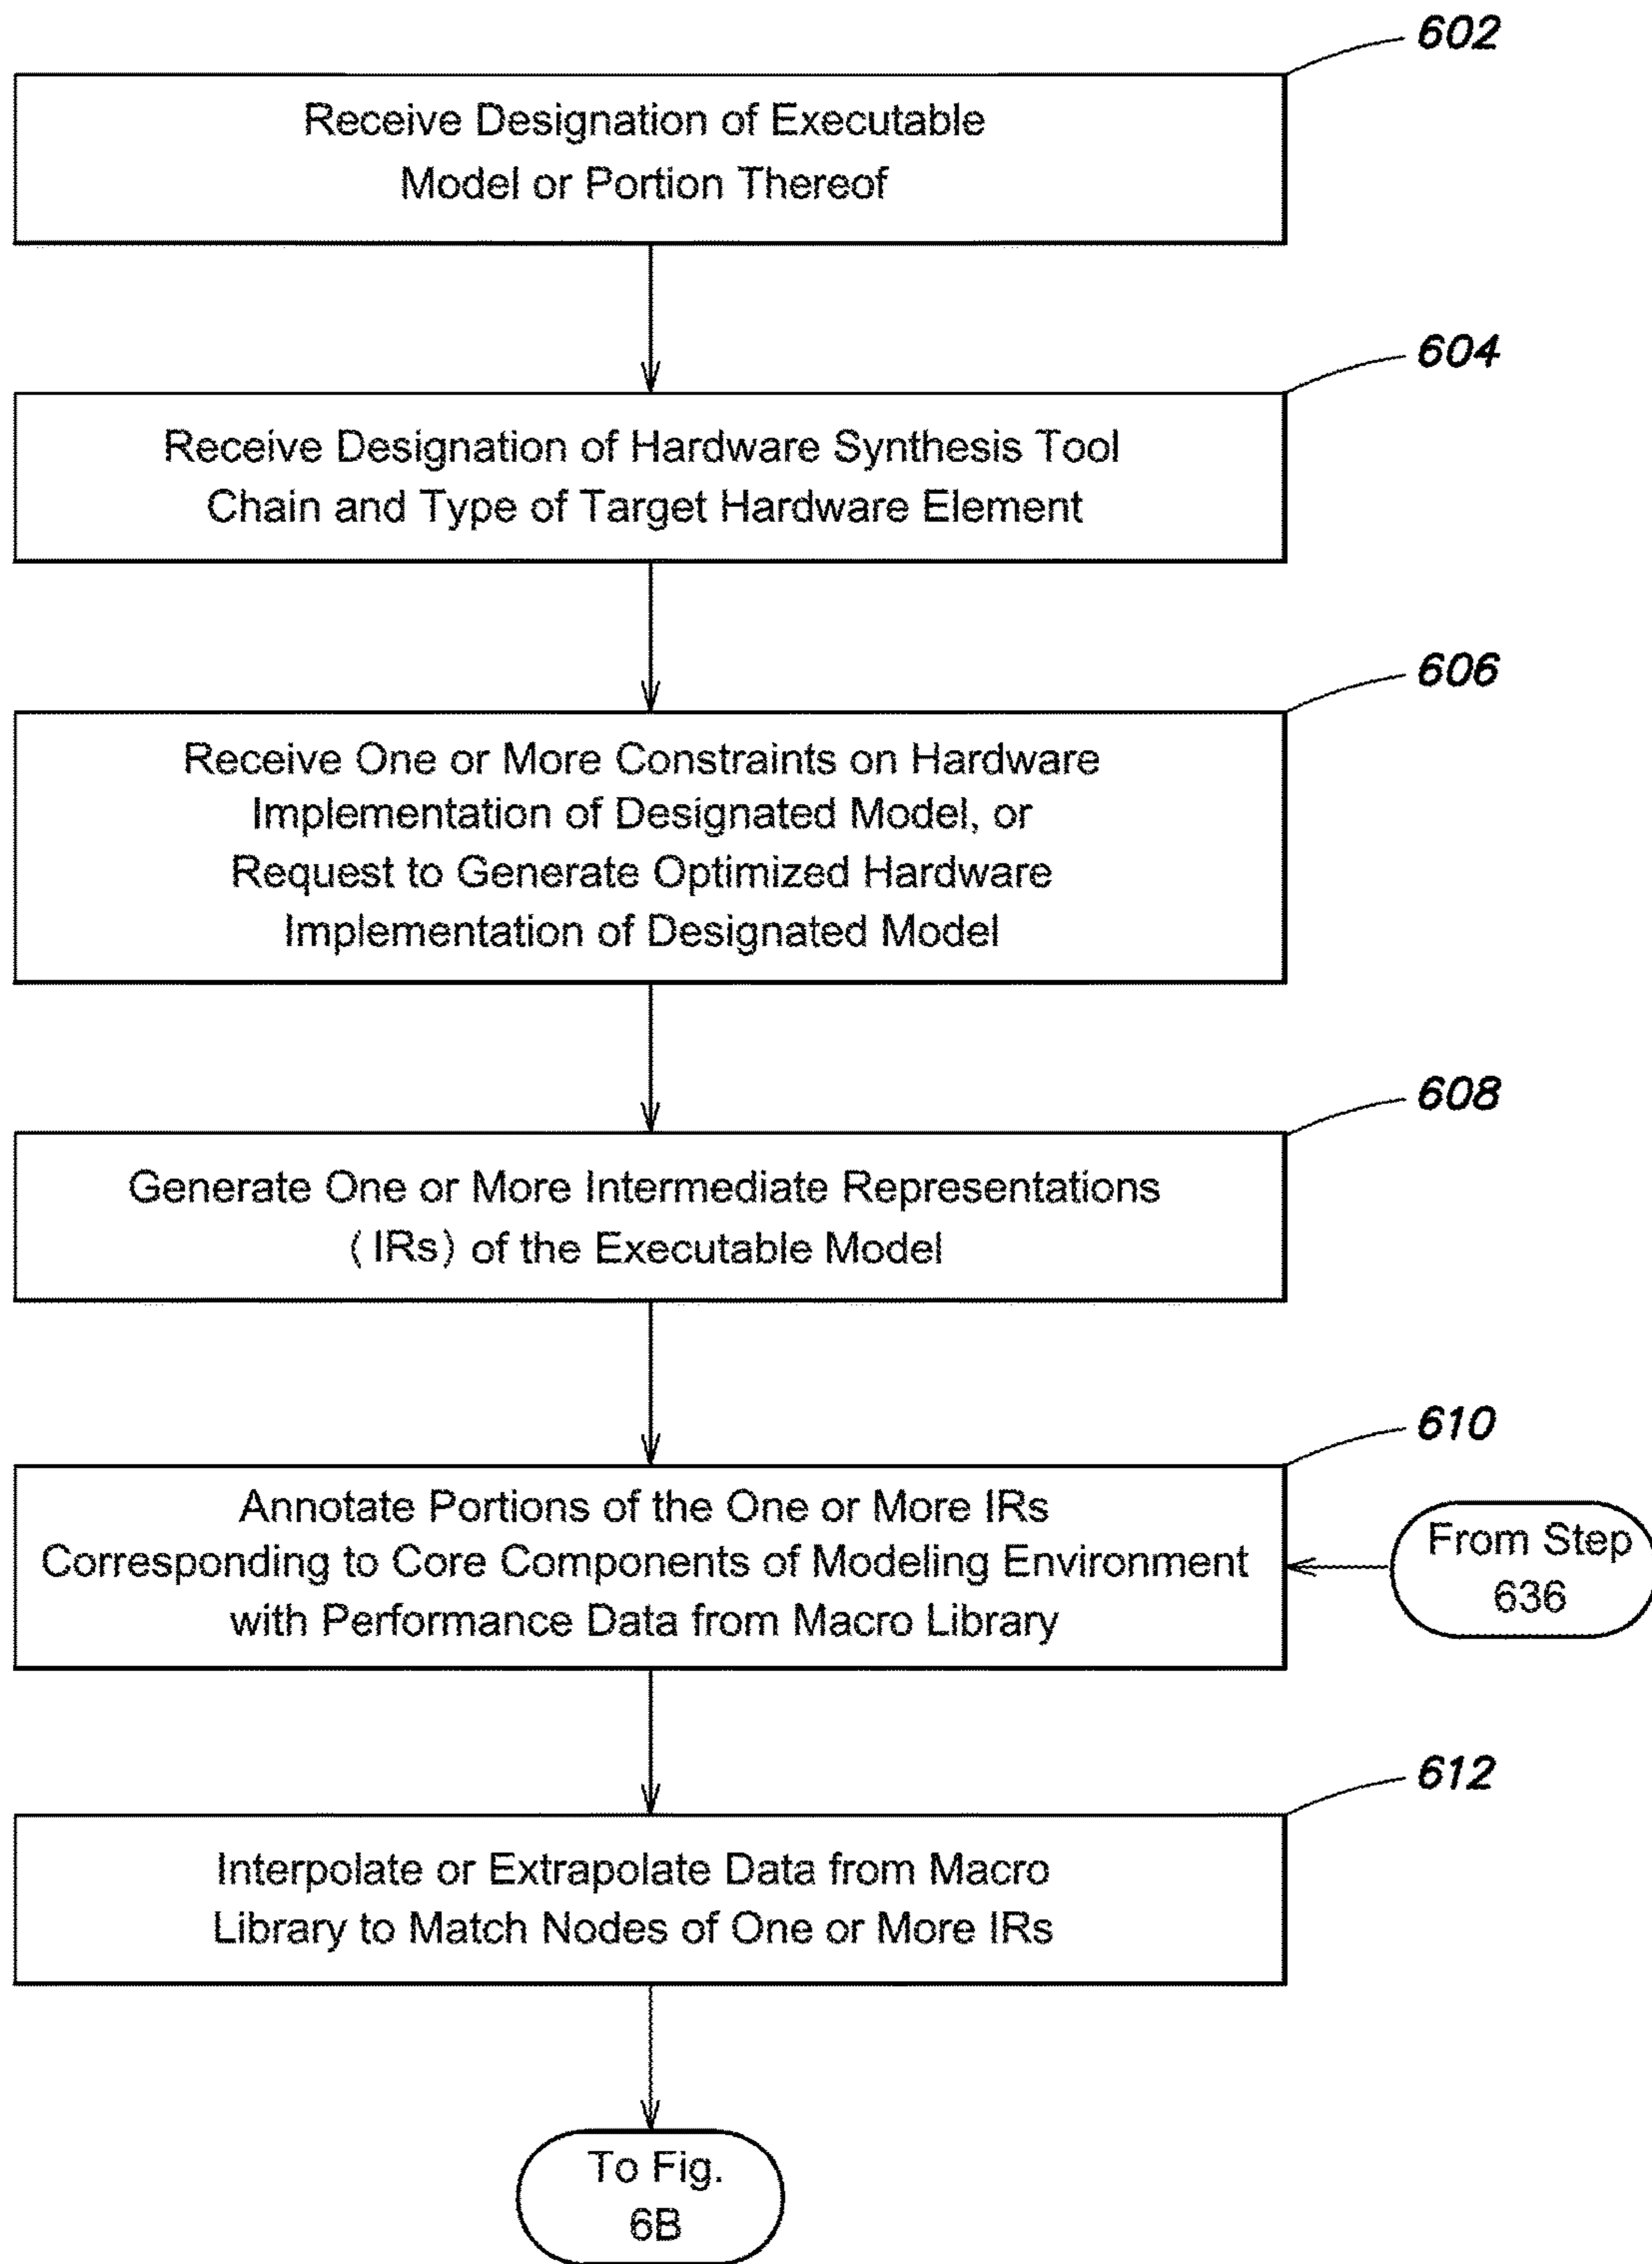 602
Receive Designation of Executable
Model or Portion Thereof
604
Receive Designation of Hardware Synthesis Tool
Chain and Type of Target Hardware Element
606
Receive One or More Constraints on Hardware
Implementation of Designated Model, or
Request to Generate Optimized Hardware
Implementation of Designated Model
608
Generate One or More Intermediate Representations
(IRs) of the Executable Model
610
Annotate Portions of the One or More IRs
Corresponding to Core Components of Modeling Environment
with Performance Data from Macro Library
From Step
636
612
Interpolate or Extrapolate Data from Macro
Library to Match Nodes of One or More IRs
To Fig.
6B